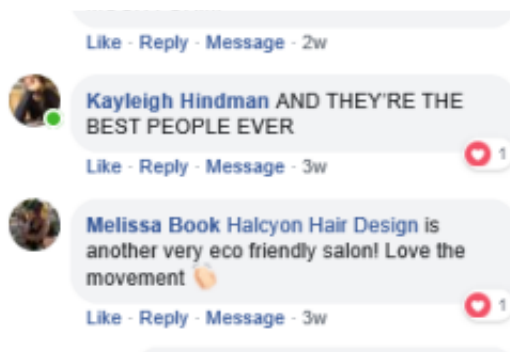 Like - Reply - Message - 2w
Kayleigh Hindman AND THEY'RE THE
BEST PEOPLE EVER
1
Like - Reply - Message - 3w
Melissa Book Halcyon Hair Design is
another very eco friendly salon! Love the
movement
1
Like - Reply - Message - 3w